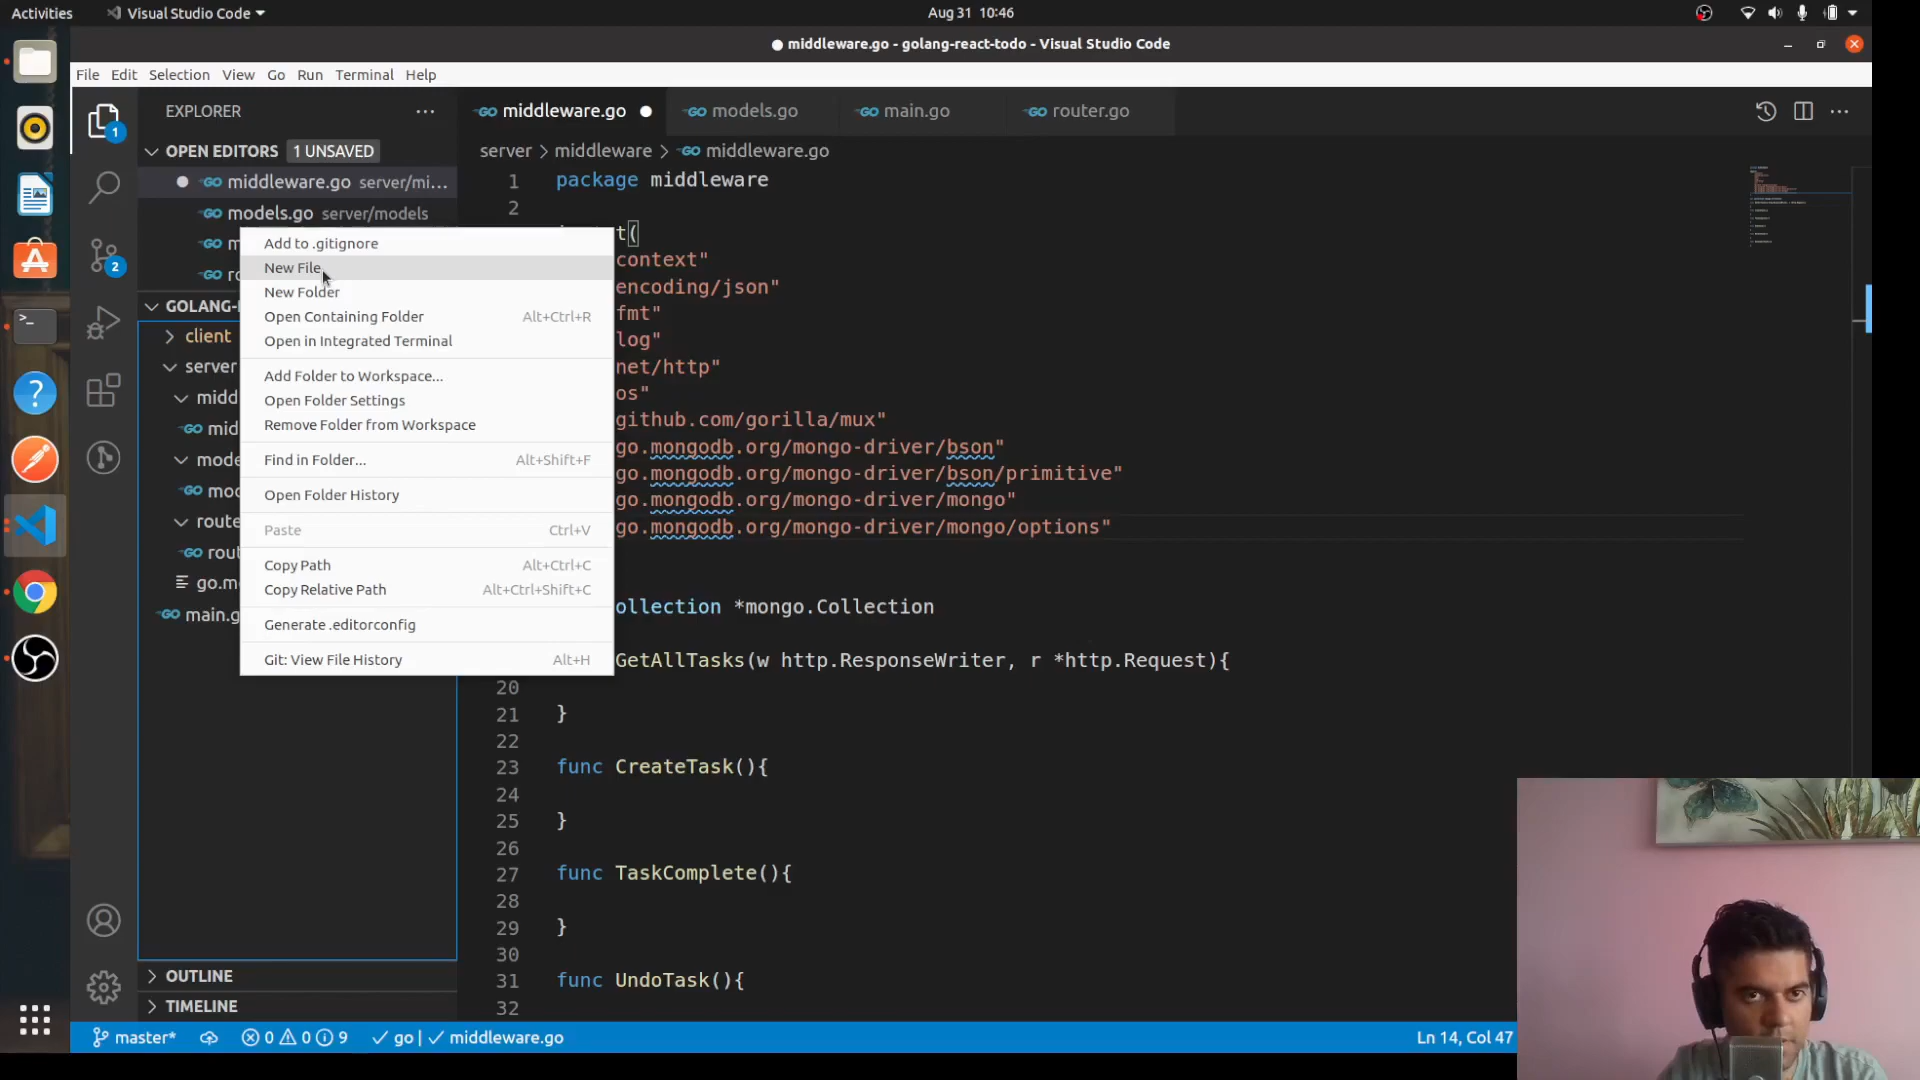 Activities
Visual Studio Code
Aug 31 10:46
● middleware.go - golang-react-todo - Visual Studio Code
File Edit Selection View Go Run Terminal Help
EXPLORER
middleware.go
models.go
main.go
router.go
1
OPEN EDITORS 1 UNSAVED
server > middleware > middleware.go
middleware.go server/mi...
models.go server/models
m
ro
GOLANG-
client
server
midd
mid
mode
mod
route
rout
go.m
main.g
2
Add to .gitignore
New File
New Folder
Open Containing Folder Alt+Ctrl+R
Open in Integrated Terminal
Add Folder to Workspace...
Open Folder Settings
Remove Folder from Workspace
Find in Folder... Alt+Shift+F
Open Folder History
Paste Ctrl+V
Copy Path Alt+Ctrl+C
Copy Relative Path Alt+Ctrl+Shift+C
Generate .editorconfig
Git: View File History Alt+H
1 package middleware
2
t(
context"
encoding/json"
fmt"
log"
net/http"
os"
github.com/gorilla/mux"
go.mongodb.org/mongo-driver/bson"
go.mongodb.org/mongo-driver/bson/primitive"
go.mongodb.org/mongo-driver/mongo"
go.mongodb.org/mongo-driver/mongo/options"
ollection *mongo.Collection
GetAllTasks(w http.ResponseWriter, r *http.Request){
20
21 }
22
23 func CreateTask(){
24
25 }
26
27 func TaskComplete(){
28
29 }
30
31 func UndoTask(){
32
OUTLINE
TIMELINE
master* 0 0 9 go | middleware.go
Ln 14, Col 47